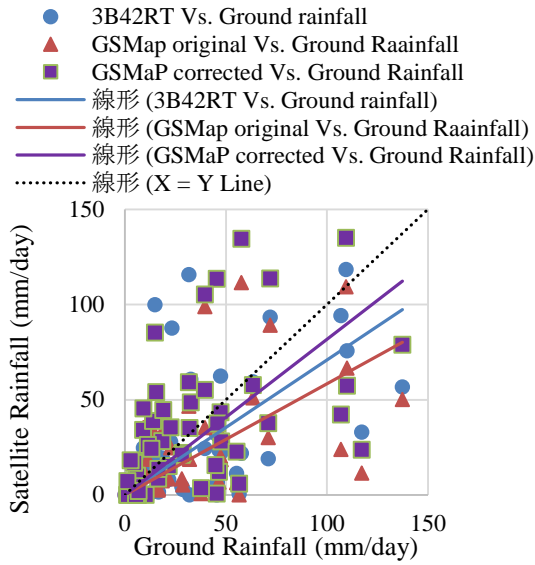 3B42RT Vs. Ground rainfall
GSMap original Vs. Ground Raainfall
GSMaP corrected Vs. Ground Rainfall
線形 (3B42RT Vs. Ground rainfall)
線形 (GSMap original Vs. Ground Raainfall)
線形 (GSMaP corrected Vs. Ground Rainfall)
線形 (X = Y Line)
150
100
50
0
0 50 100 150
Satellite Rainfall (mm/day)
Ground Rainfall (mm/day)